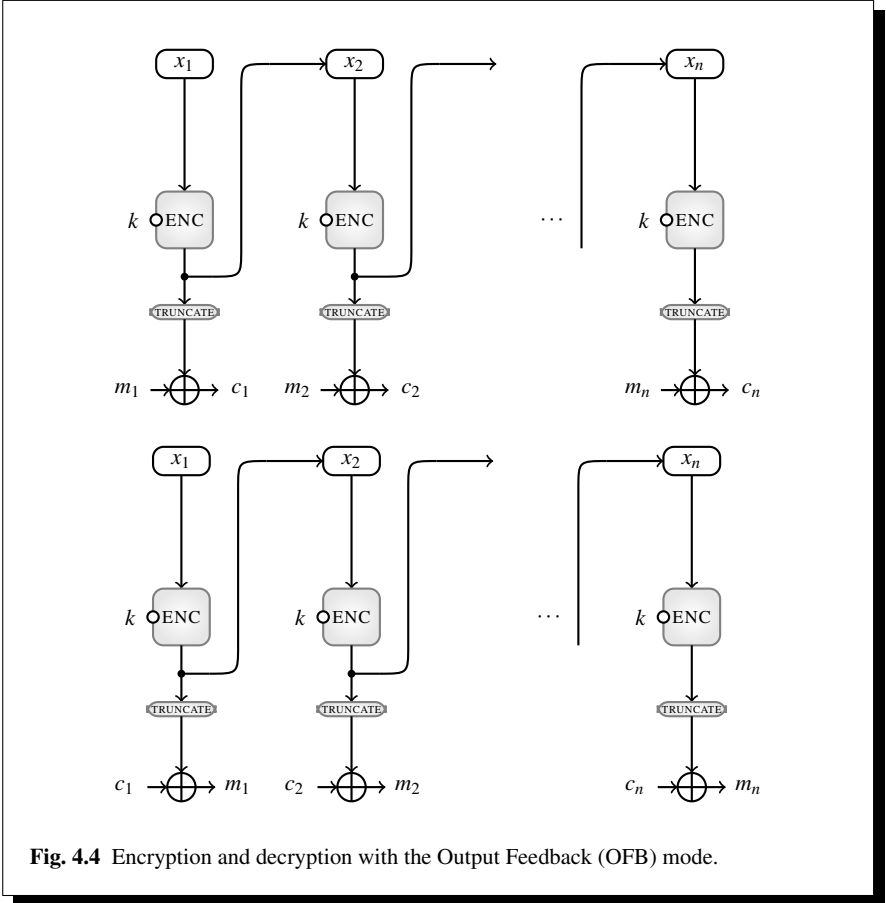 x1 x2 xn
k ENC k ENC ... k ENC
TRUNCATE TRUNCATE TRUNCATE
m1 c1 m2 c2 mn cn
x1 x2 xn
k ENC k ENC ... k ENC
TRUNCATE TRUNCATE TRUNCATE
c1 m1 c2 m2 cn mn
Fig. 4.4 Encryption and decryption with the Output Feedback (OFB) mode.